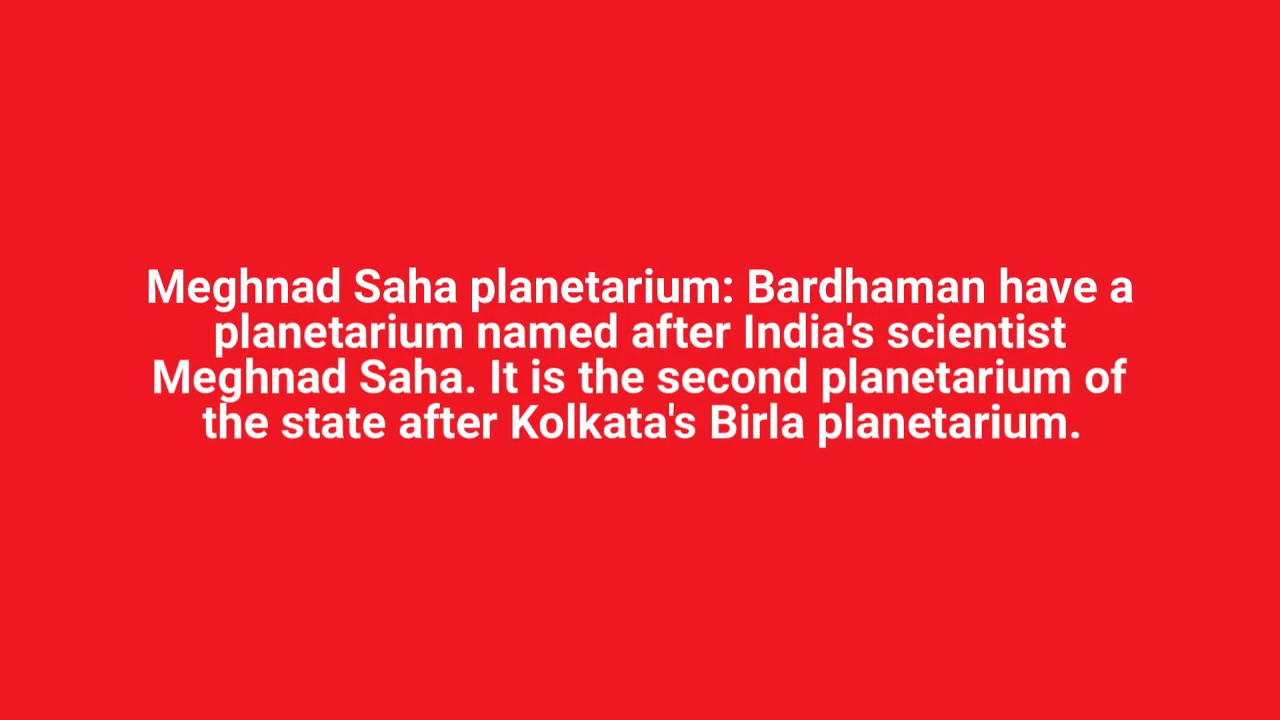 Meghnad Saha planetarium: Bardhaman have a
planetarium named after India's scientist
Meghnad Saha. It is the second planetarium of
the state after Kolkata's Birla planetarium.